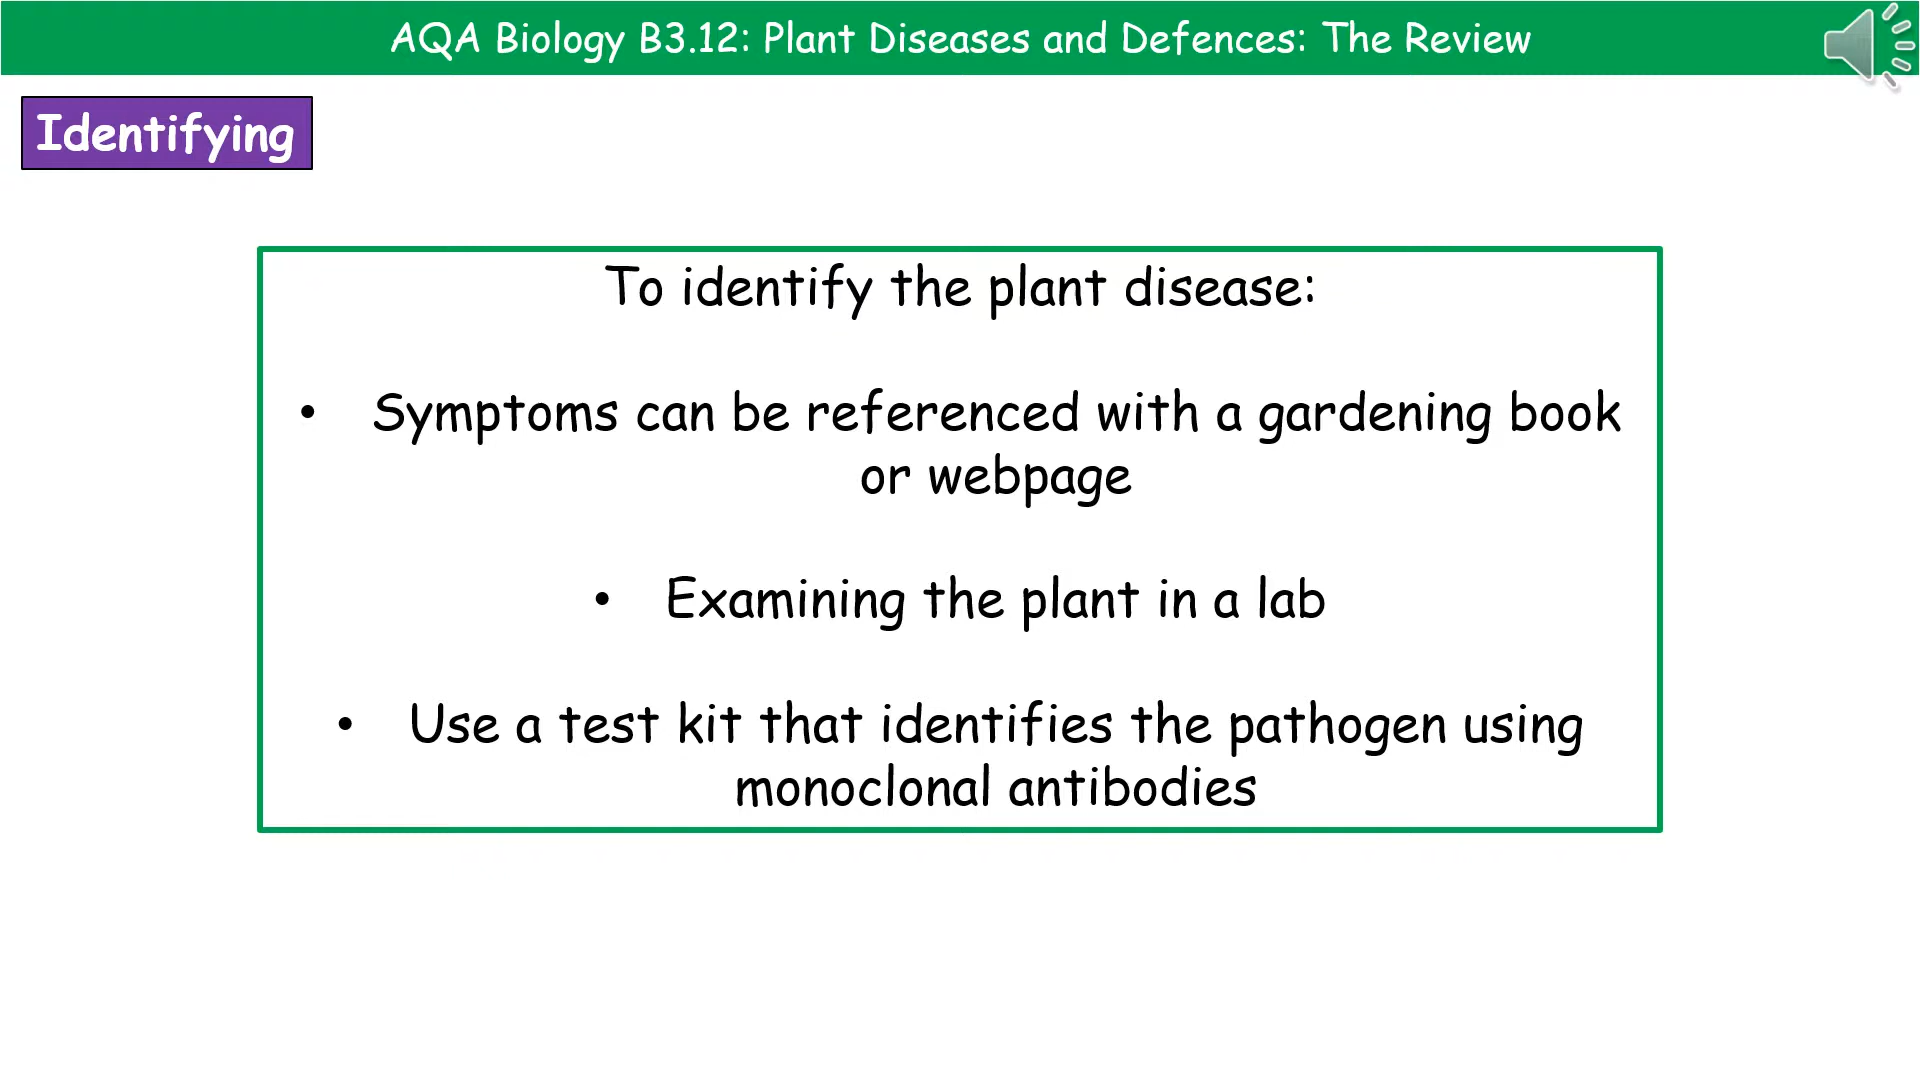 AQA Biology B3.12: Plant Diseases and Defences: The Review
Identifying
To identify the plant disease:
• Symptoms can be referenced with a gardening book
or webpage
• Examining the plant in a lab
• Use a test kit that identifies the pathogen using
monoclonal antibodies